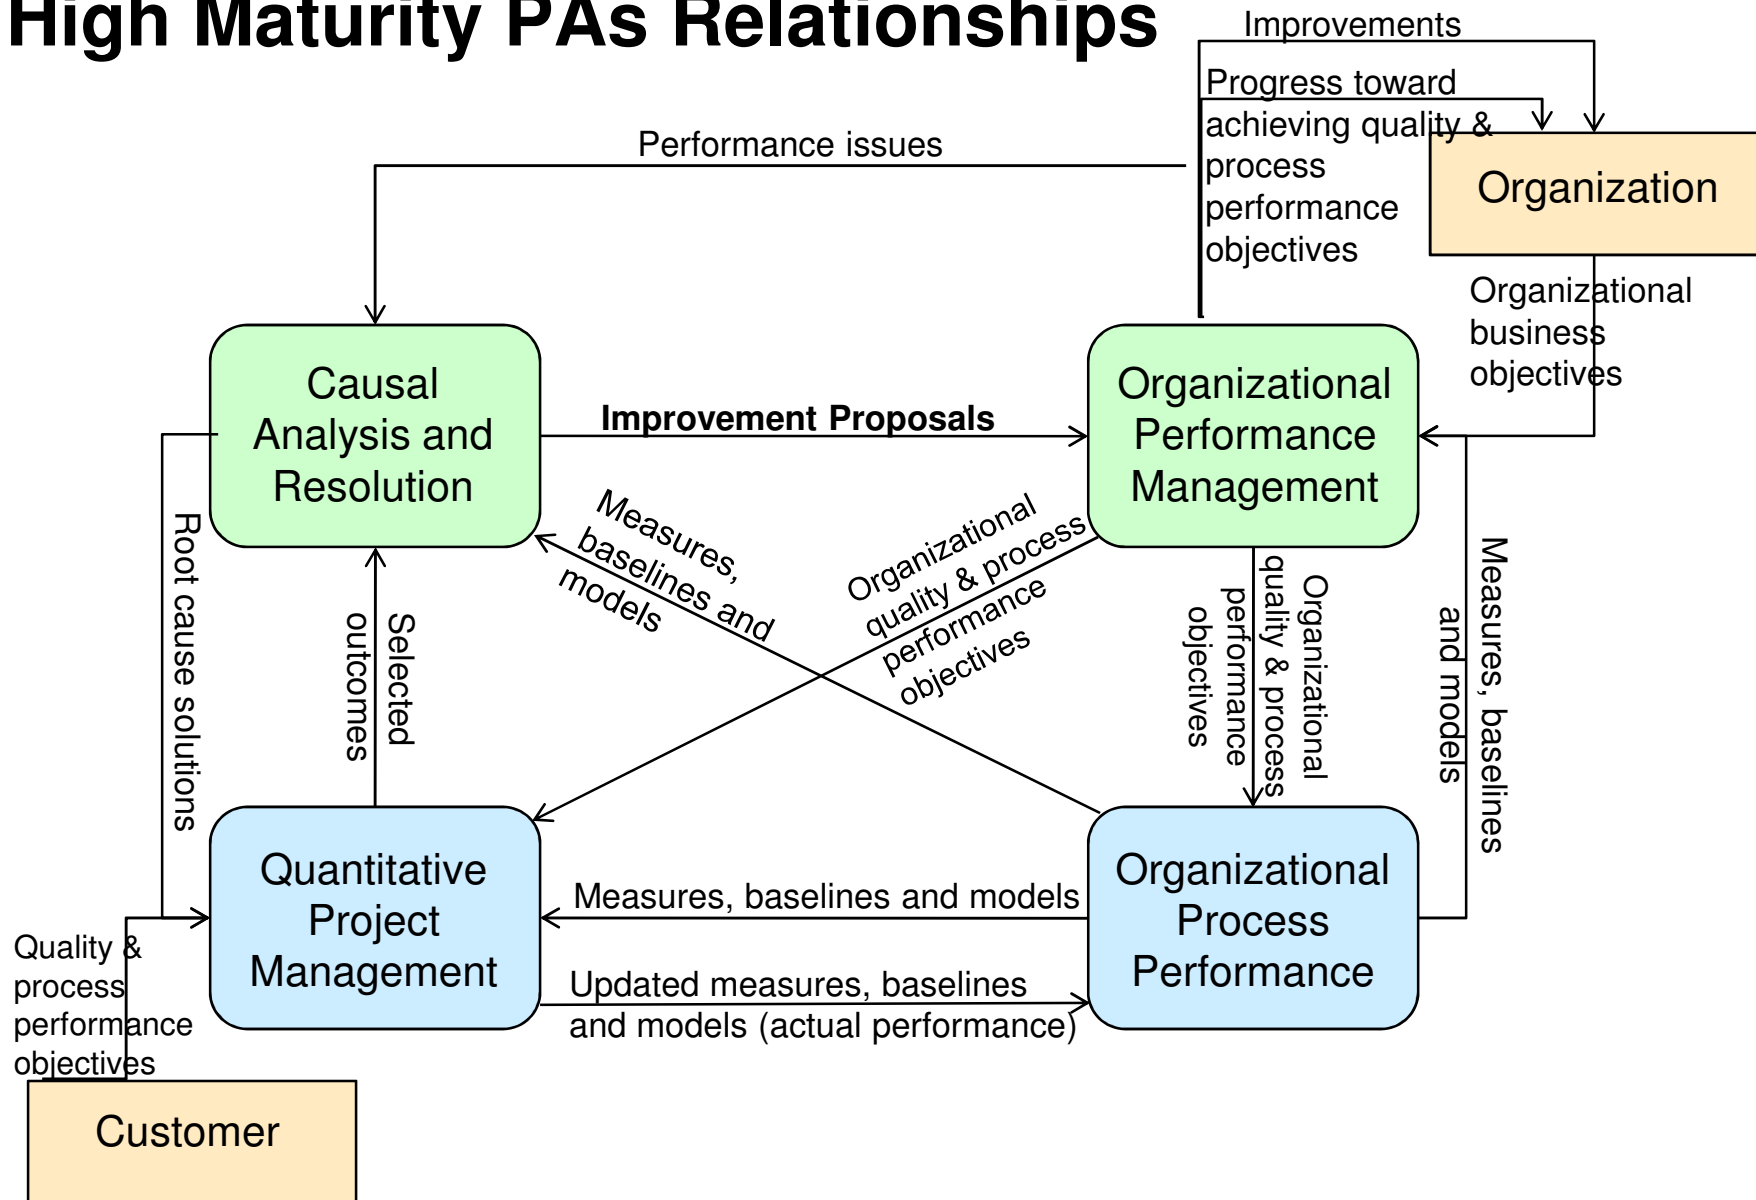 High Maturity PAs Relationships
Improvements
Progress toward
achieving quality &
process
performance
objectives
Performance issues
Organization
Organizational
business
objectives
Causal
Analysis and
Resolution
Improvement Proposals
Organizational
Performance
Management
Measures,
baselines and
models
Organizational
quality & process
performance
objectives
Root cause solutions
Selected
outcomes
Organizational
quality & process
performance
objectives
Measures, baselines
and models
Quantitative
Project
Management
Measures, baselines and models
Updated measures, baselines
and models (actual performance)
Organizational
Process
Performance
Quality &
process
performance
objectives
Customer